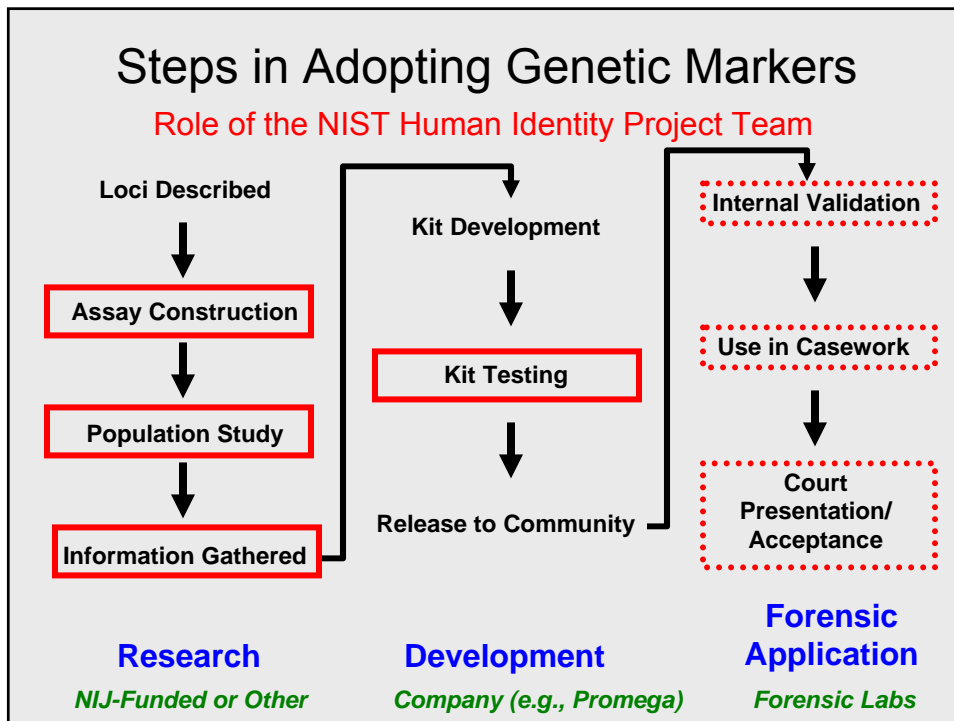 Steps in Adopting Genetic Markers
Role of the NIST Human Identity Project Team
Loci Described
Assay Construction
Population Study
Information Gathered
Research
NIJ-Funded or Other
Kit Development
Kit Testing
Release to Community
Development
Company (e.g., Promega)
Internal Validation
Use in Casework
Court
Presentation/
Acceptance
Forensic
Application
Forensic Labs